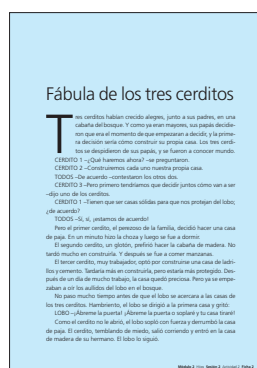 Fábula de los tres cerditos
Tres cerditos habían crecido alegres, junto a sus padres, en una
cabaña del bosque. Y como ya eran mayores, sus papás decidie-
ron que era el momento de que empezaran a decidir, y la prime-
ra decisión sería cómo construir su propia casa. Los tres cerdi-
tos se despidieron de sus papás, y se fueron a conocer mundo.
CERDITO 1 –¿Qué haremos ahora? –se preguntaron.
CERDITO 2 –Construiremos cada uno nuestra propia casa.
TODOS –De acuerdo –contestaron los otros dos.
CERDITO 3 –Pero primero tendríamos que decidir juntos cómo van a ser
–dijo uno de los cerditos.
CERDITO 1 –Tienen que ser casas sólidas para que nos protejan del lobo;
¿de acuerdo?
TODOS –Sí, sí, ¡estamos de acuerdo!
Pero el primer cerdito, el perezoso de la familia, decidió hacer una casa
de paja. En un minuto hizo la choza y luego se fue a dormir.
El segundo cerdito, un glotón, prefirió hacer la cabaña de madera. No
tardó mucho en construirla. Y después se fue a comer manzanas.
El tercer cerdito, muy trabajador, optó por construirse una casa de ladri-
llos y cemento. Tardaría más en construirla, pero estaría más protegido. Des-
pués de un día de mucho trabajo, la casa quedó preciosa. Pero ya se empe-
zaban a oír los aullidos del lobo en el bosque.
No paso mucho tiempo antes de que el lobo se acercara a las casas de
los tres cerditos. Hambriento, el lobo se dirigió a la primera casa y gritó:
LOBO –¡Ábreme la puerta! ¡Ábreme la puerta o soplaré y tu casa tiraré!
Como el cerdito no le abrió, el lobo sopló con fuerza y derrumbó la casa
de paja. El cerdito, temblando de miedo, salió corriendo y entró en la casa
de madera de su hermano. El lobo lo siguió.
Módulo 2 Sesión 2 Actividad 2 Ficha 2